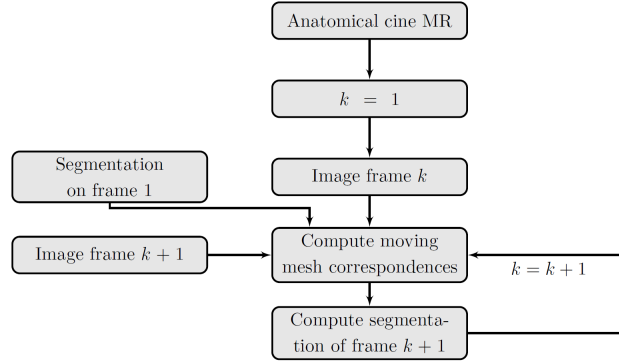 Anatomical cine MR
k = 1
Segmentation
on frame 1
Image frame k
Image frame k + 1
Compute moving
mesh correspondences
k = k + 1
Compute segmenta-
tion of frame k + 1